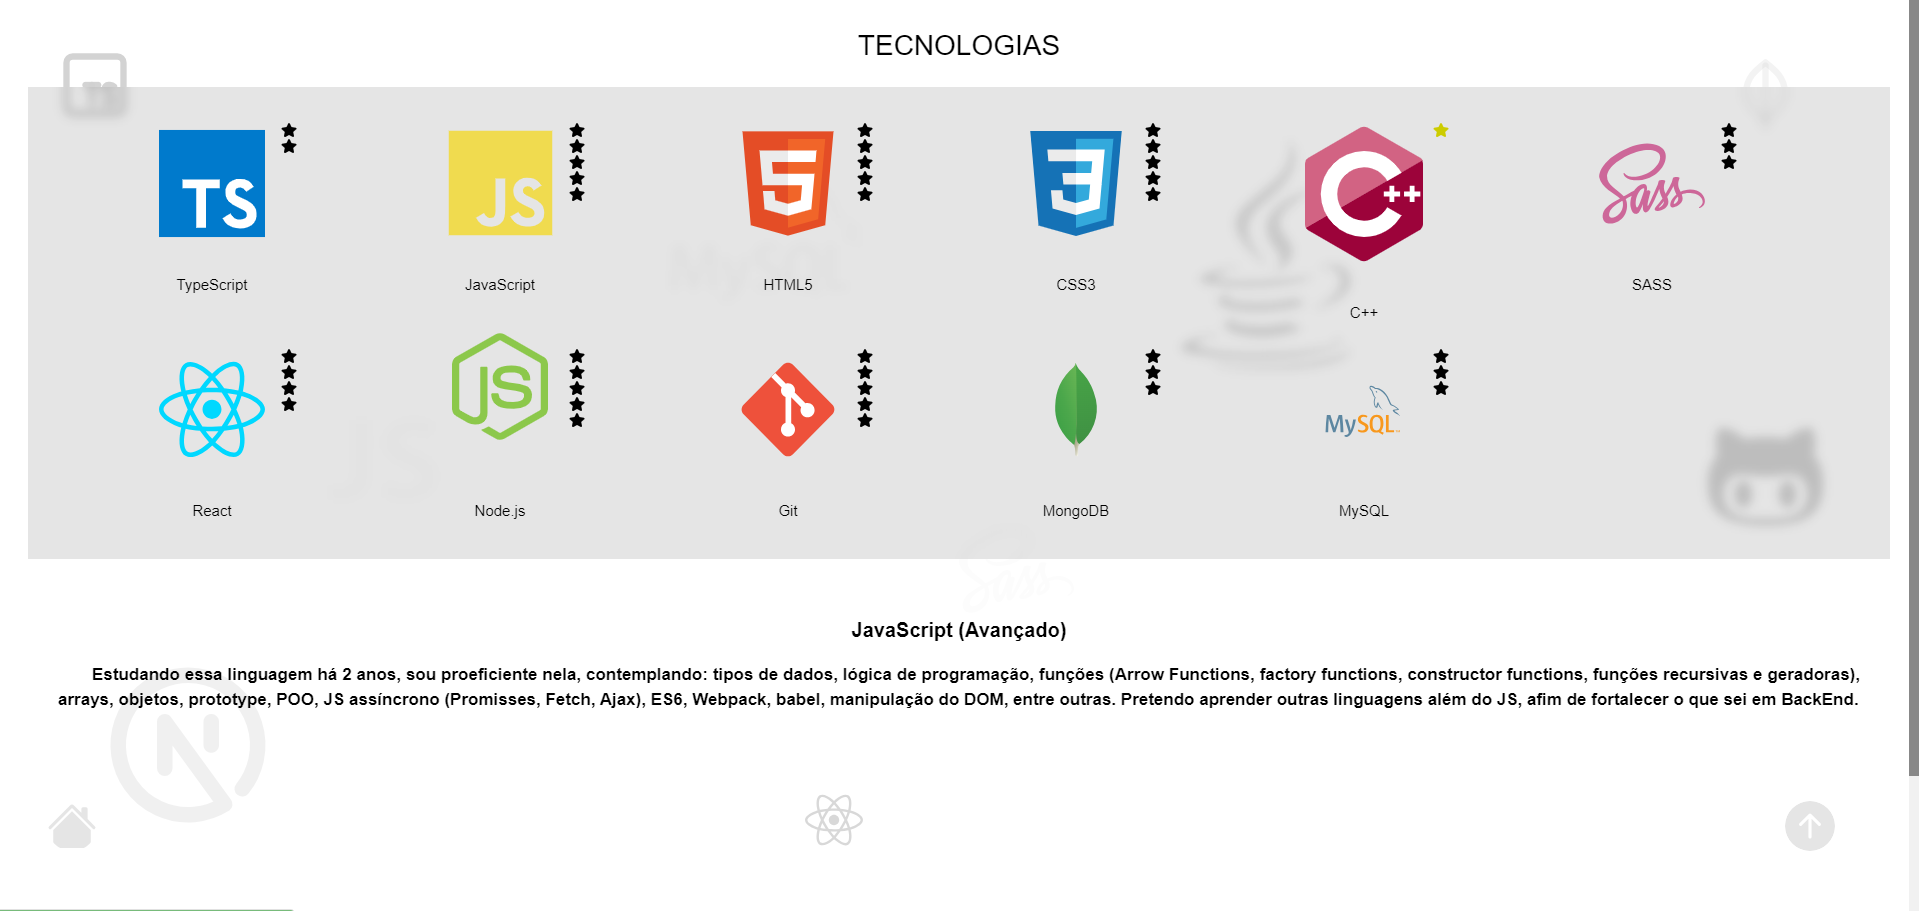 TECNOLOGIAS
TS
TS
JS
5
3
C++
Sass
TypeScript
JavaScript
MySQL
HTML5
CSS3
C++
SASS
JS
JS
MySQL
React
Node.js
Git
MongoDB
MySQL
Sass
JavaScript (Avançado)
Estudando essa linguagem há 2 anos, sou proeficiente nela, contemplando: tipos de dados, lógica de programação, funções (Arrow Functions, factory functions, constructor functions, funções recursivas e geradoras),
arrays, objetos, prototype, POO, JS assíncrono (Promisses, Fetch, Ajax), ES6, Webpack, babel, manipulação do DOM, entre outras. Pretendo aprender outras linguagens além do JS, afim de fortalecer o que sei em BackEnd.
N